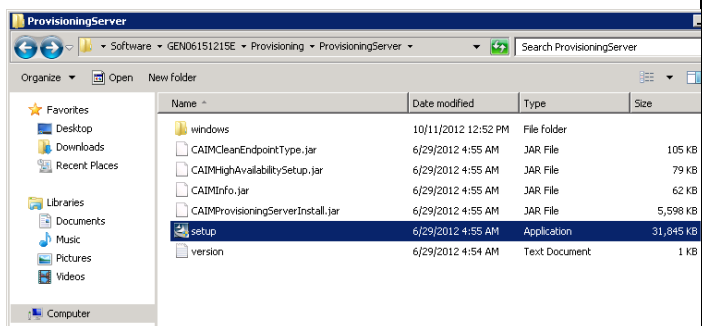 ProvisioningServer
Software GEN06151215E Provisioning ProvisioningServer Search ProvisioningServer
Organize Open New folder
Favorites
Desktop
Downloads
Recent Places
Libraries
Documents
Music
Pictures
Videos
Computer
Name Date modified Type Size
windows 10/11/2012 12:52 PM File folder
CAIMCleanEndpointType.jar 6/29/2012 4:55 AM JAR File 105 KB
CAIMHighAvailabilitySetup.jar 6/29/2012 4:55 AM JAR File 79 KB
CAIMInfo.jar 6/29/2012 4:55 AM JAR File 62 KB
CAIMProvisioningServerInstall.jar 6/29/2012 4:55 AM JAR File 5,598 KB
setup 6/29/2012 4:55 AM Application 31,845 KB
version 6/29/2012 4:54 AM Text Document 1 KB